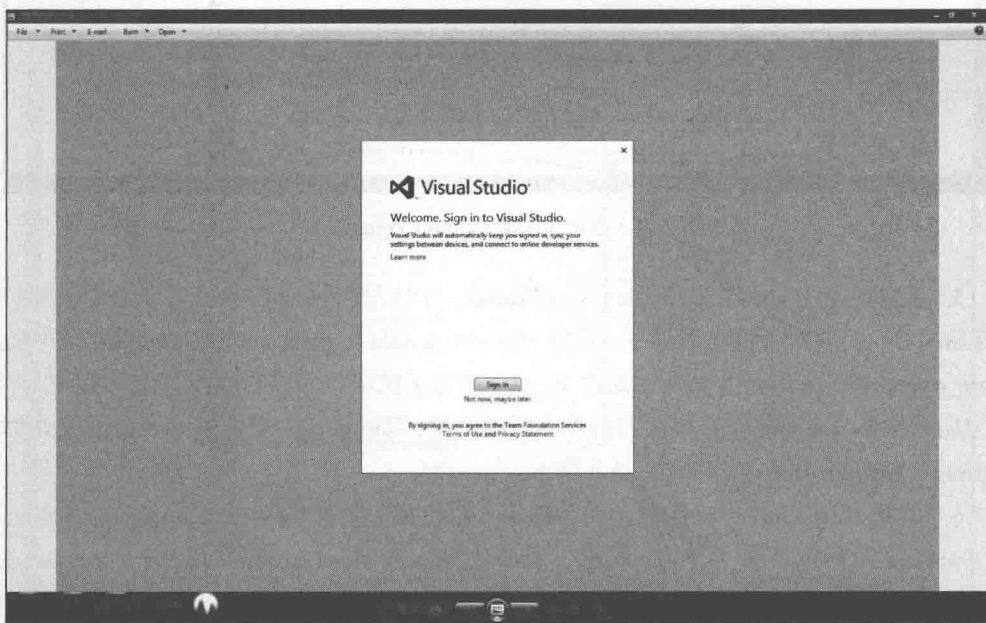 File Print E-mail Burn Open
Visual Studio
Welcome. Sign in to Visual Studio.
Visual Studio will automatically keep you signed in, sync your
settings between devices, and connect to online developer services.
Learn more
Sign in
Not now, maybe later.
By signing in, you agree to the Team Foundation Services
Terms of Use and Privacy Statement